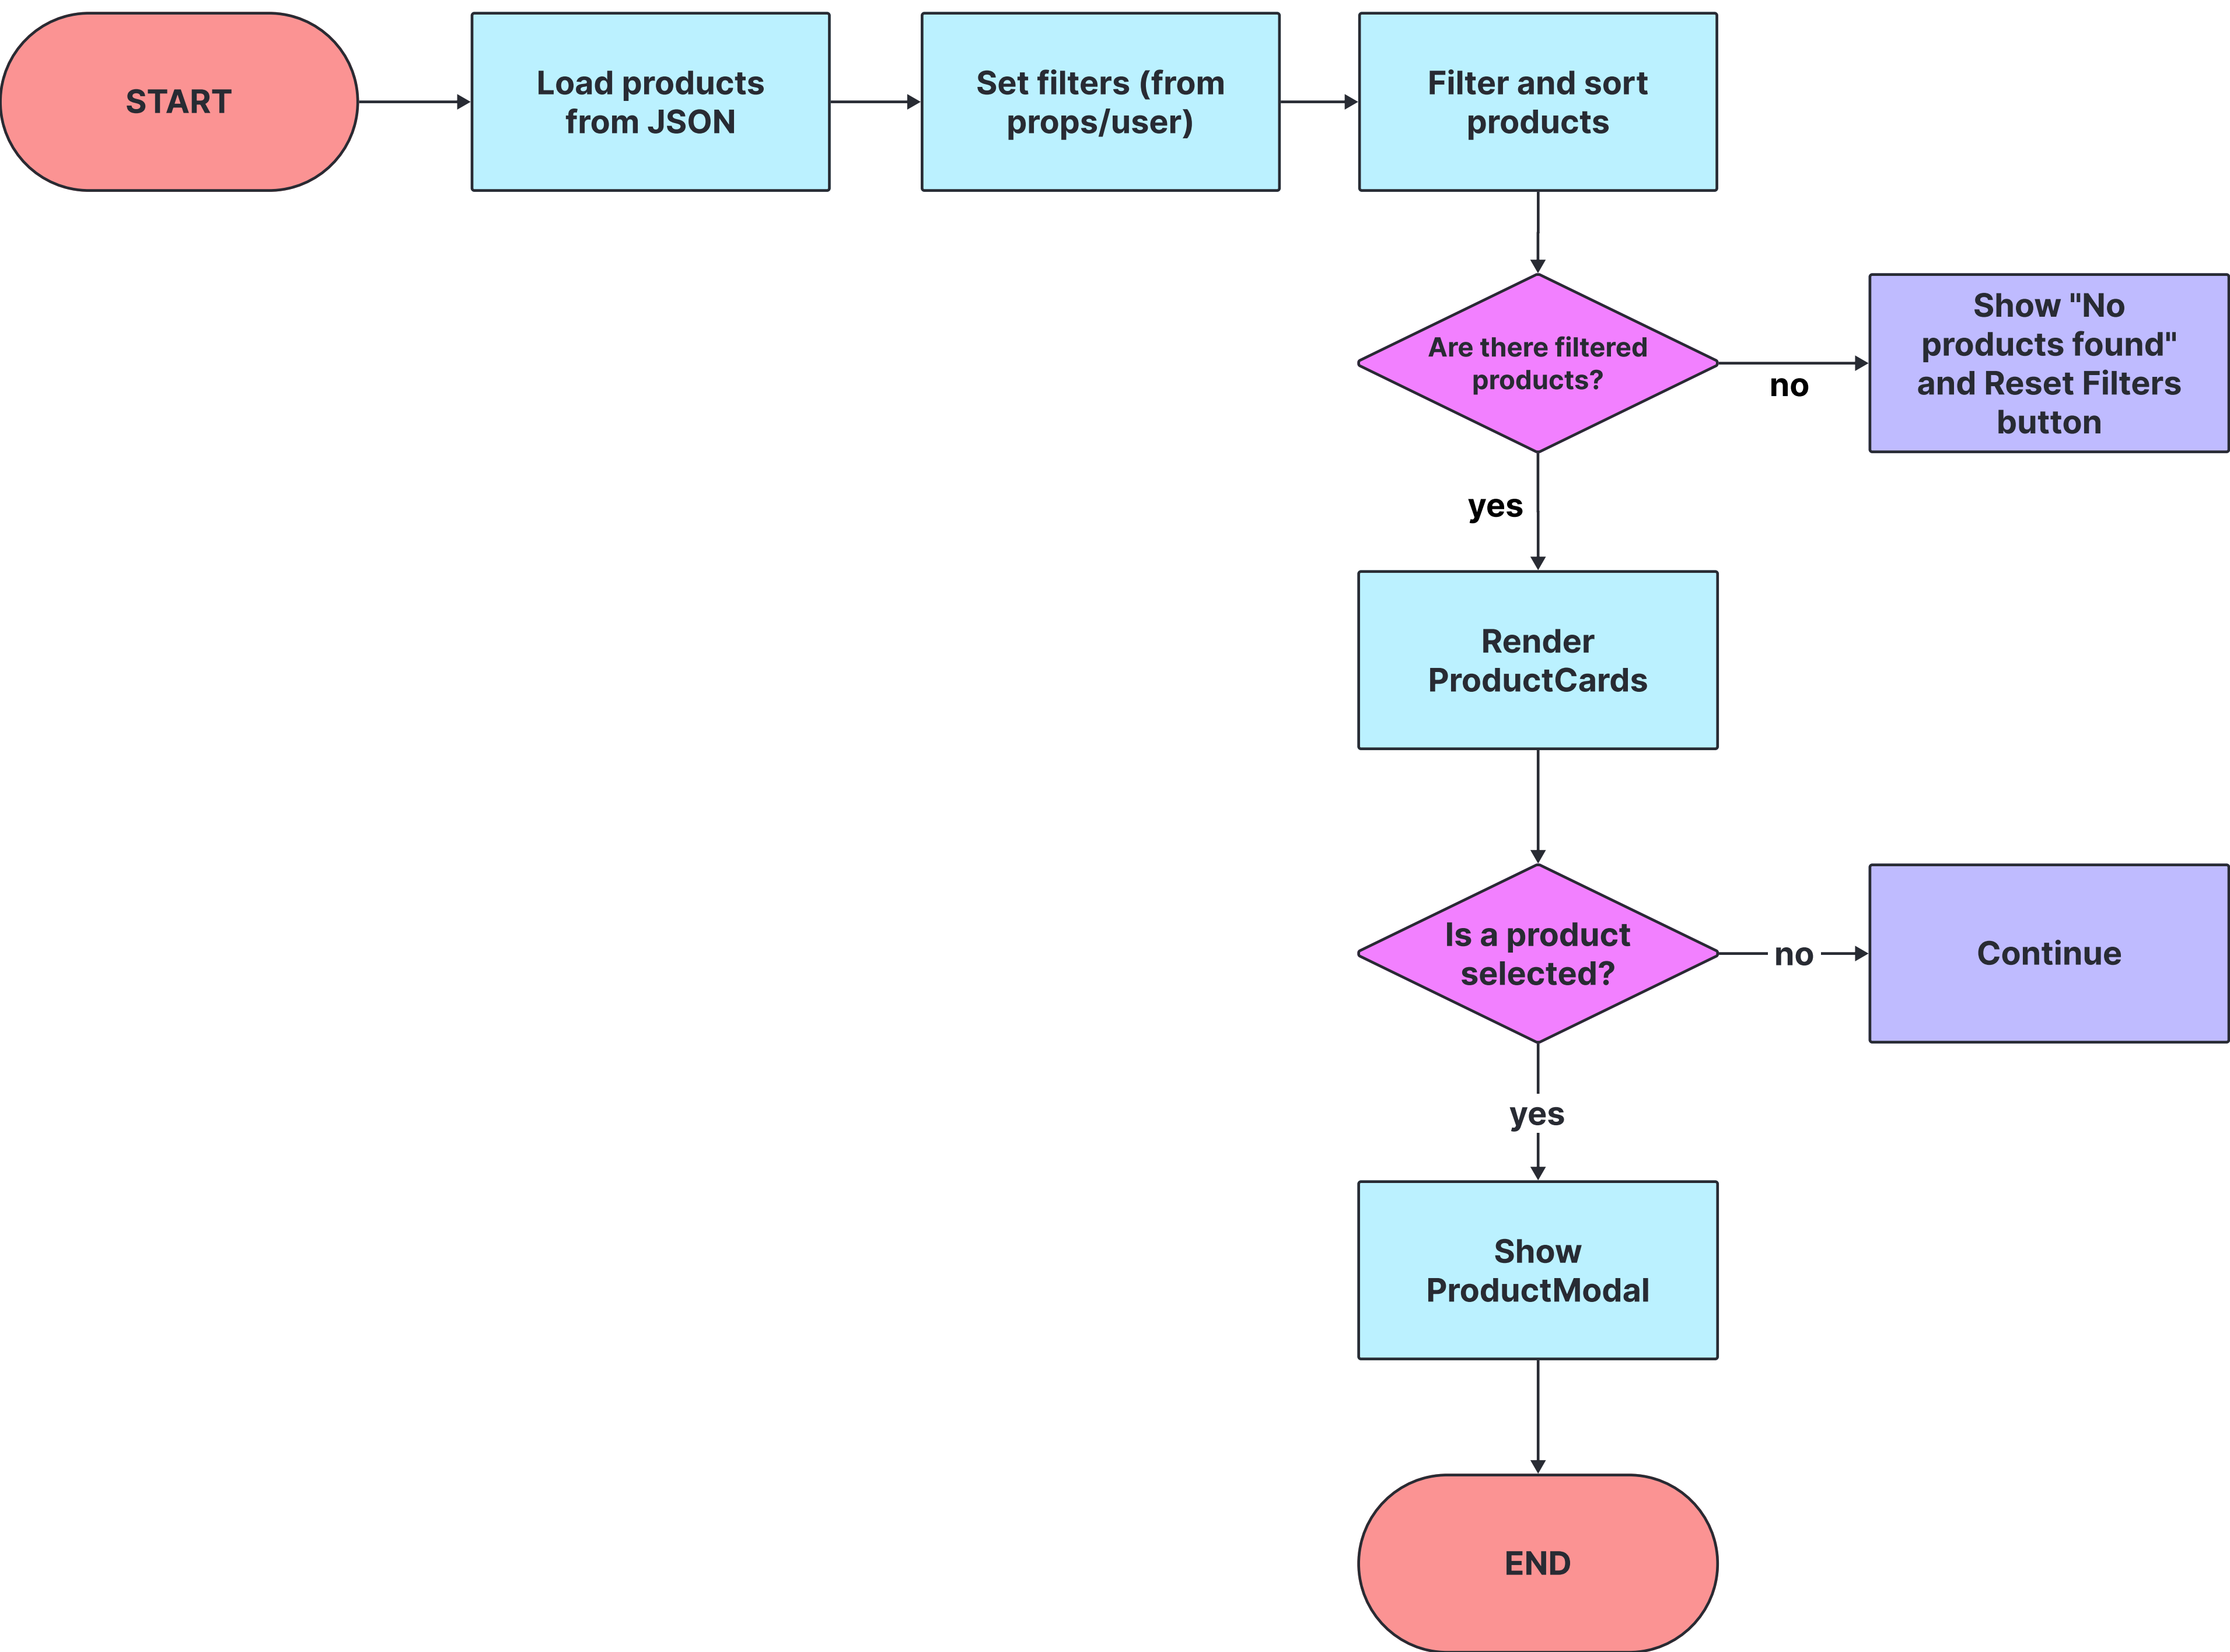 START
Load products
from JSON
Set filters (from
props/user)
Filter and sort
products
Are there filtered
products?
no
Show "No
products found"
and Reset Filters
button
yes
Render
ProductCards
Is a product
selected?
no
Continue
yes
Show
ProductModal
END